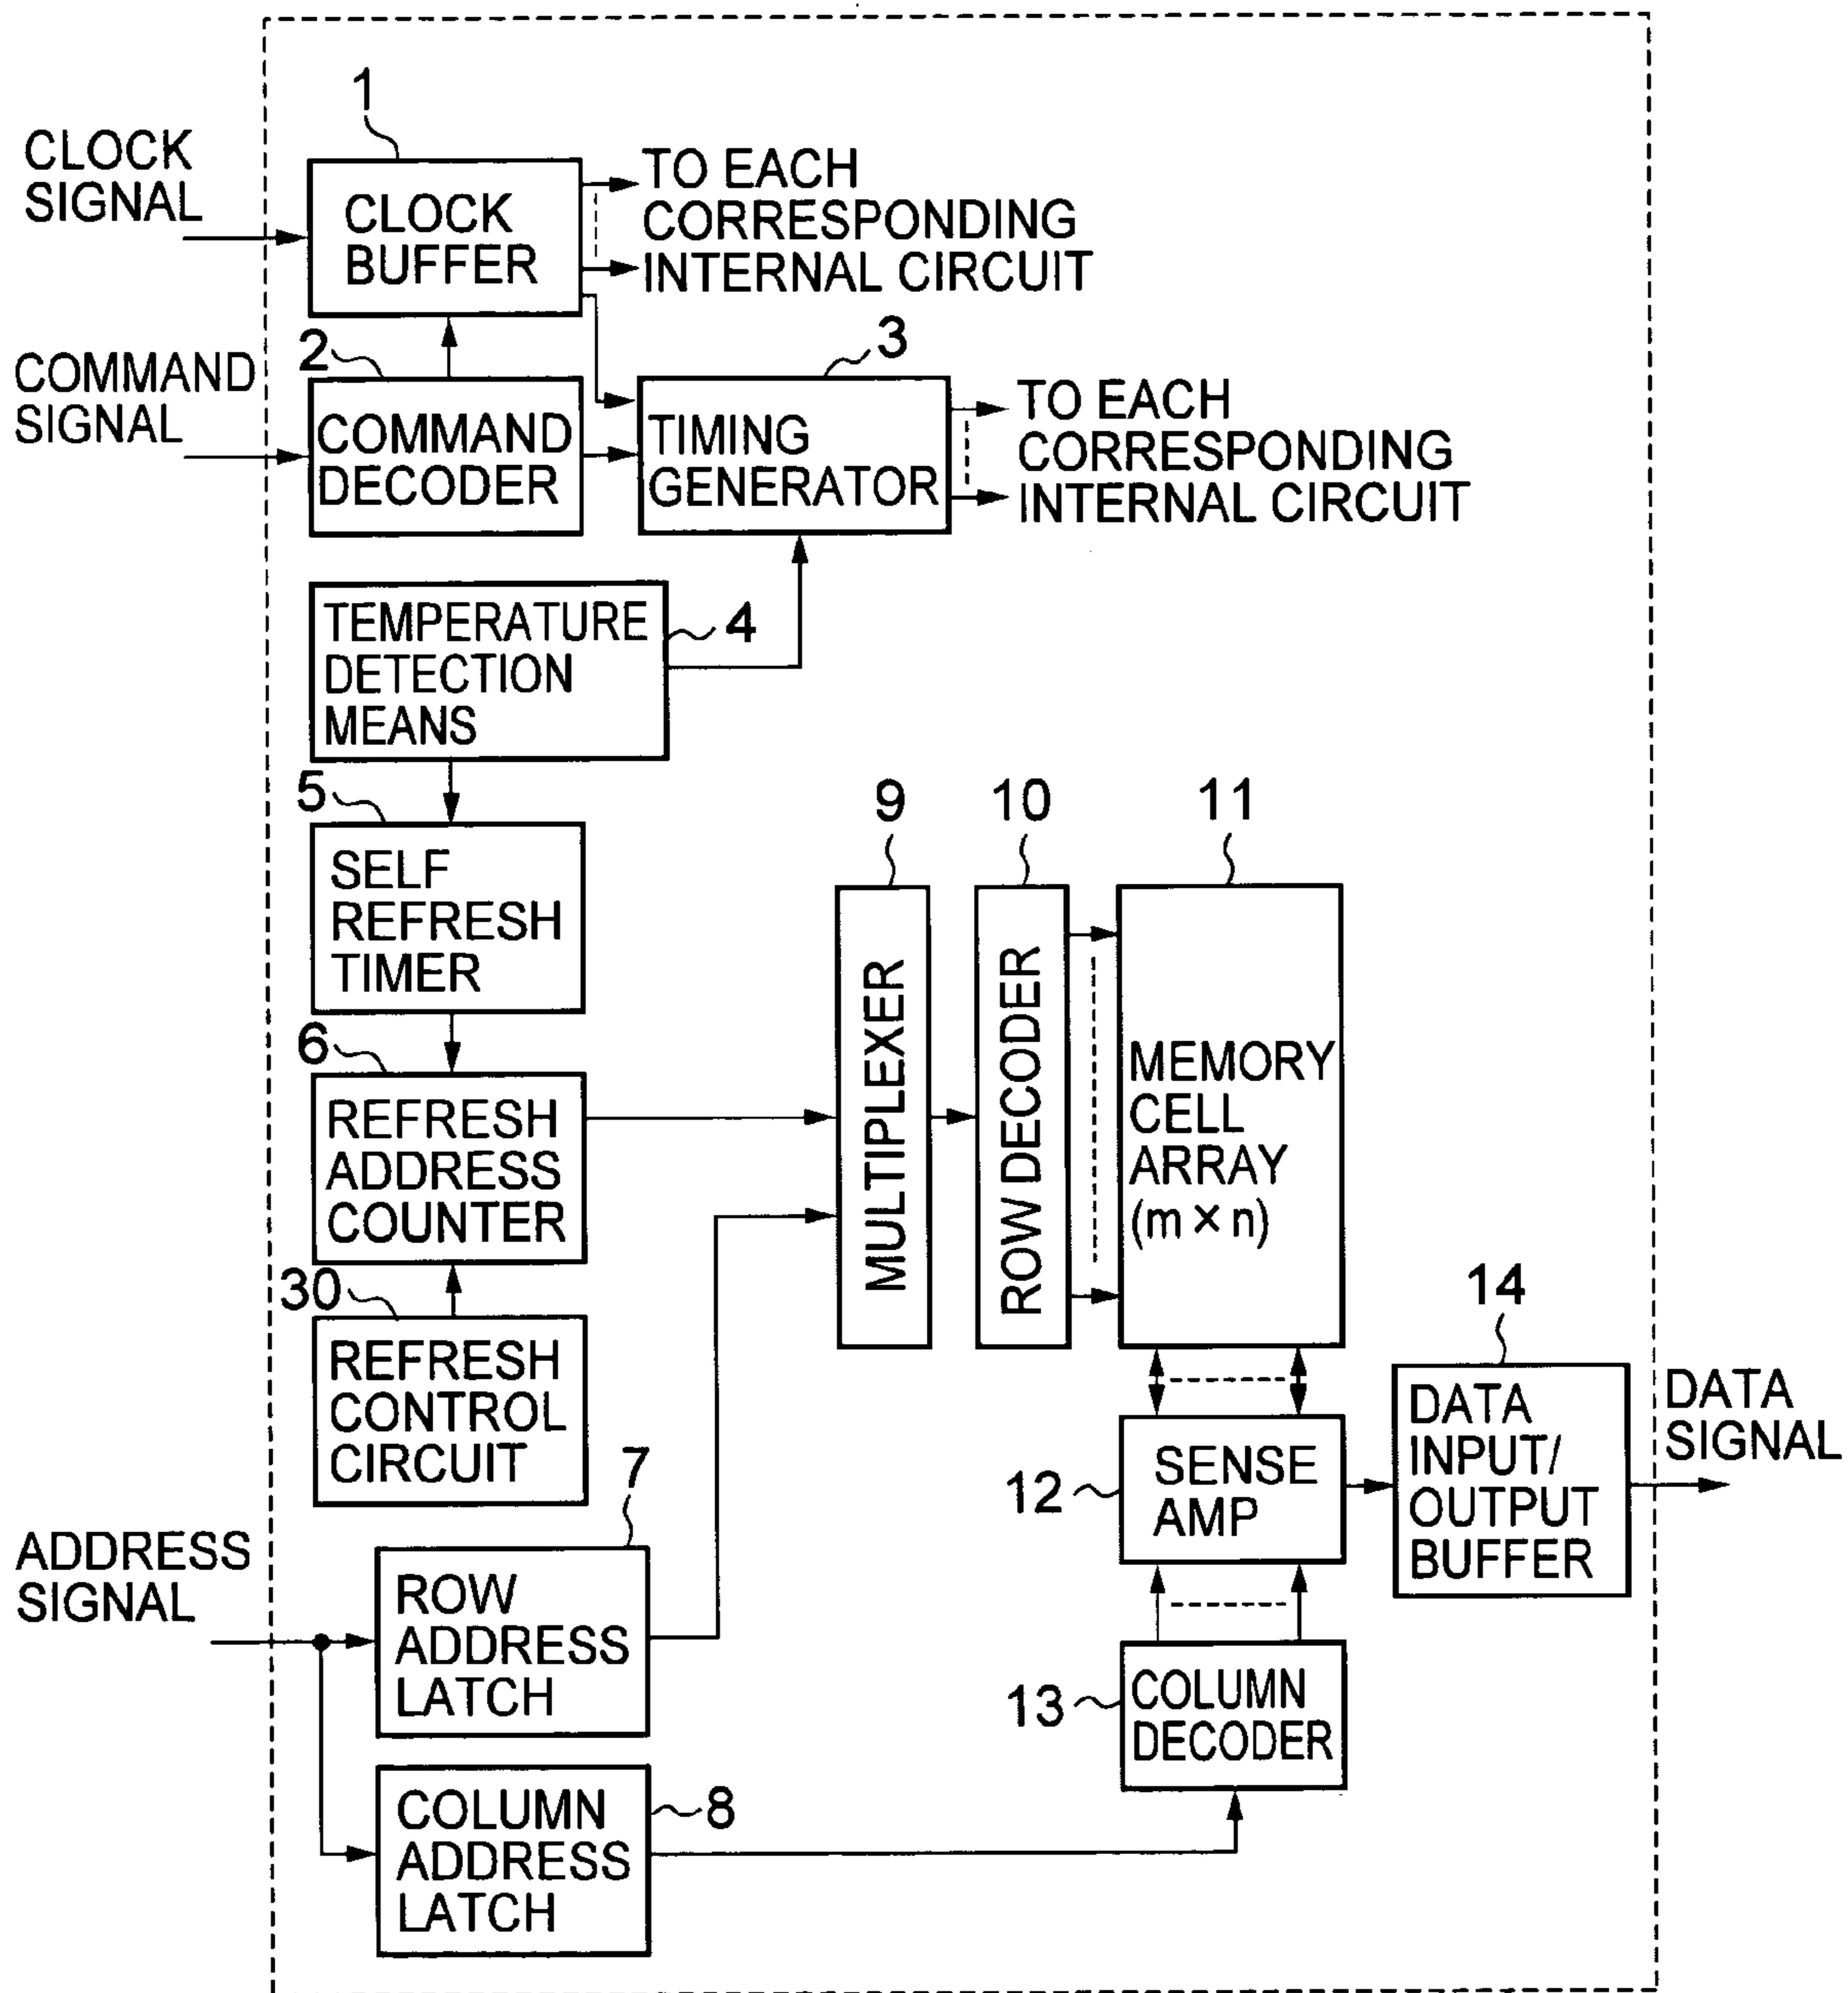 1
CLOCK
SIGNAL
CLOCK
BUFFER
TO EACH
CORRESPONDING
INTERNAL CIRCUIT
2
3
COMMAND
SIGNAL
COMMAND
DECODER
TIMING
GENERATOR
TO EACH
CORRESPONDING
INTERNAL CIRCUIT
TEMPERATURE
DETECTION
MEANS
4
5
SELF
REFRESH
TIMER
9
10
11
MULTIPLEXER
ROW DECODER
MEMORY
CELL
ARRAY
(m × n)
6
REFRESH
ADDRESS
COUNTER
30
REFRESH
CONTROL
CIRCUIT
14
DATA
INPUT/
OUTPUT
BUFFER
DATA
SIGNAL
12
SENSE
AMP
7
ADDRESS
SIGNAL
ROW
ADDRESS
LATCH
13
COLUMN
DECODER
COLUMN
ADDRESS
LATCH
8